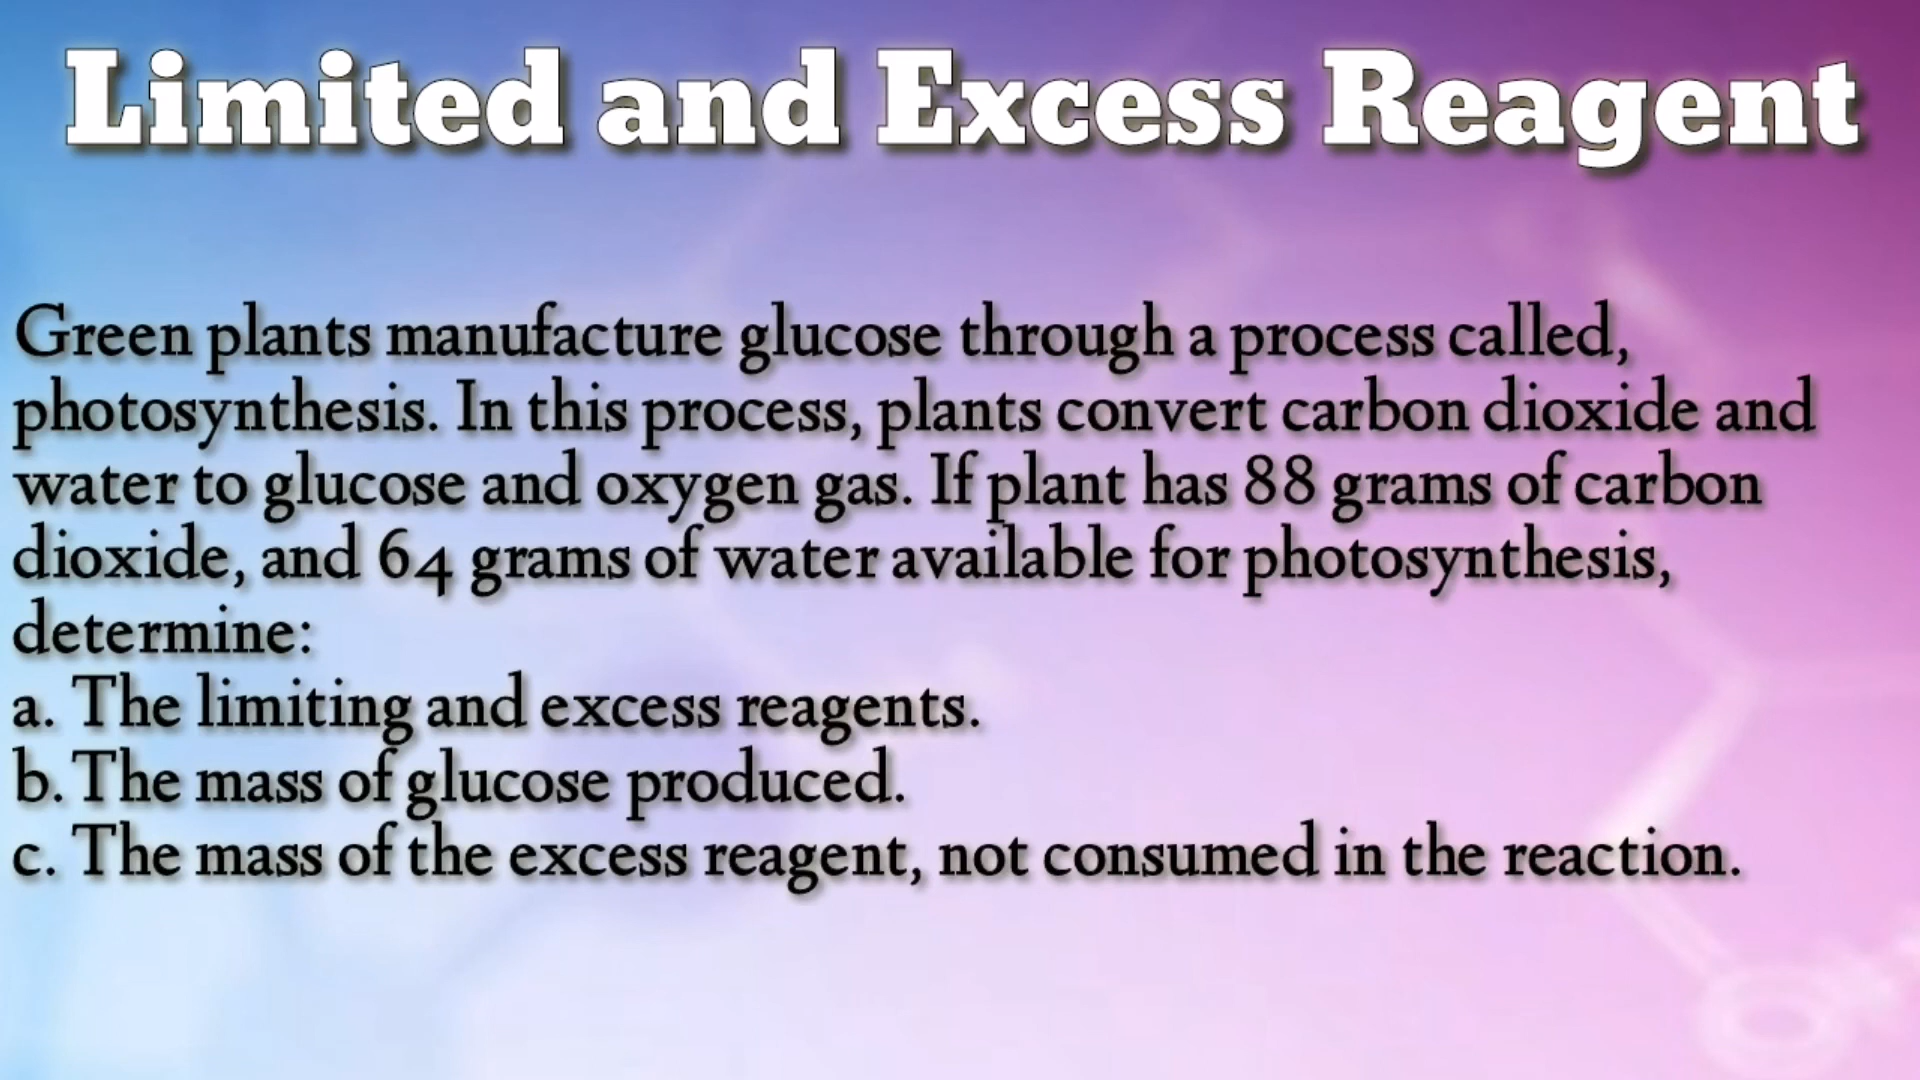 Limited and Excess Reagent
Green plants manufacture glucose through a process called,
photosynthesis. In this process, plants convert carbon dioxide and
water to glucose and oxygen gas. If plant has 88 grams of carbon
dioxide, and 64 grams of water available for photosynthesis,
determine:
a. The limiting and excess reagents.
b. The mass of glucose produced.
c. The mass of the excess reagent, not consumed in the reaction.